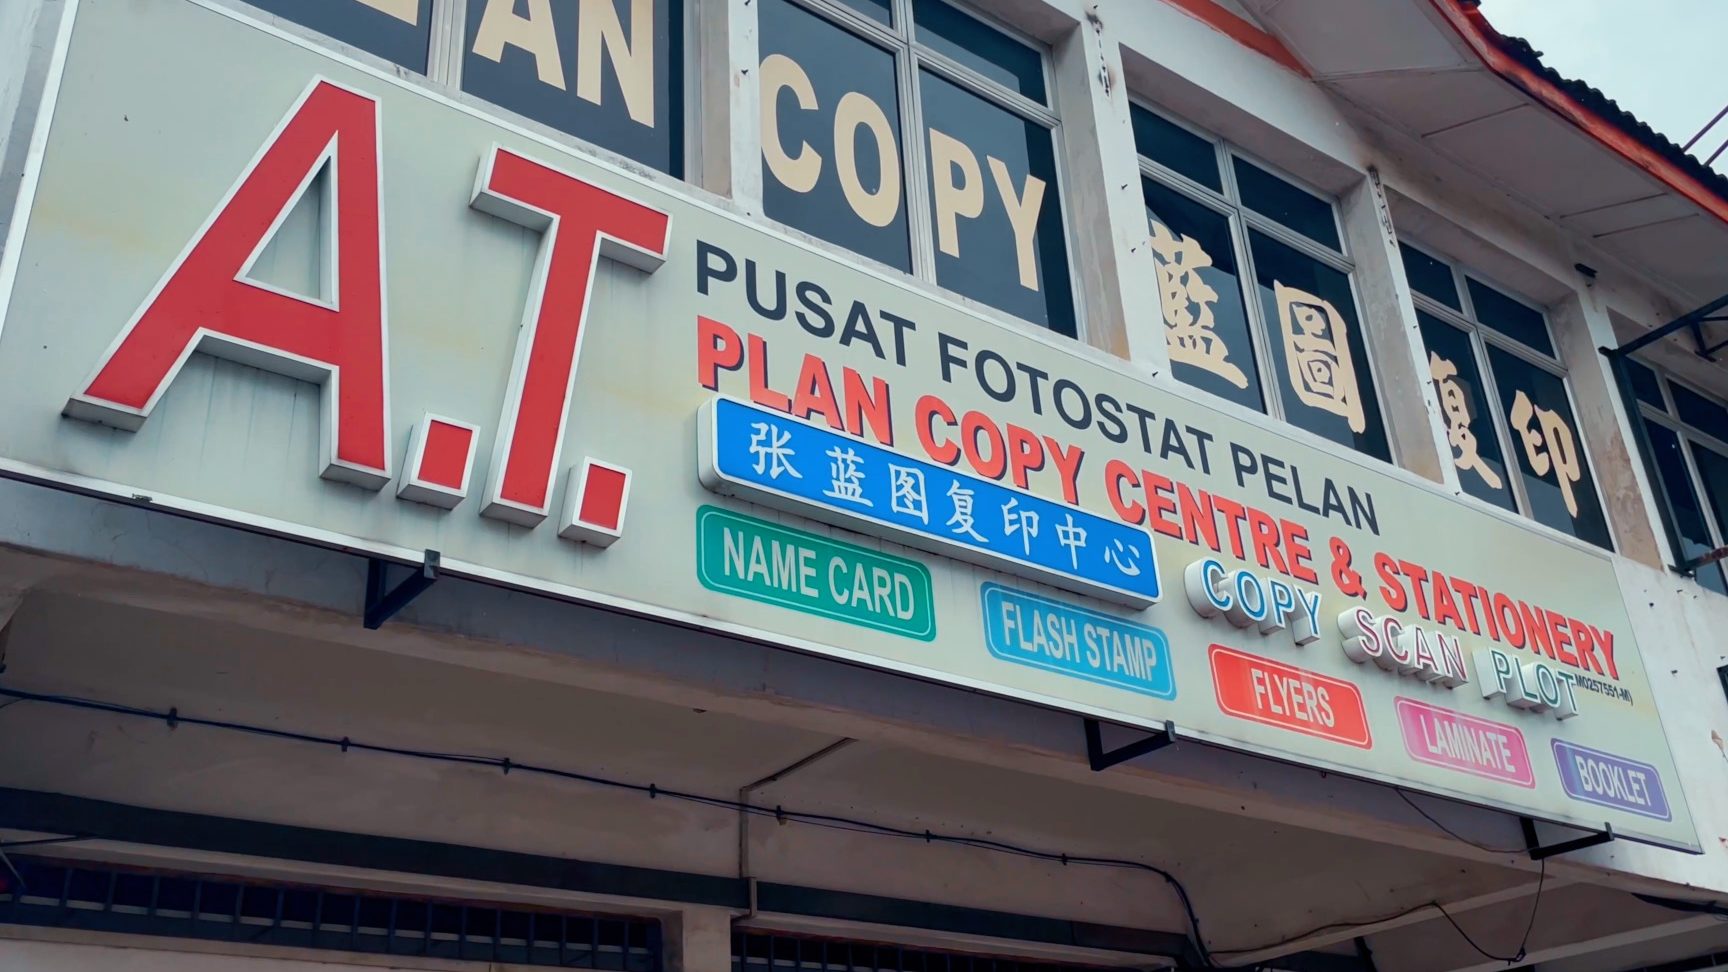 AN COPY 藍圖复印
A.T.
PUSAT FOTOSTAT PELAN
PLAN COPY CENTRE & STATIONERY
张蓝图复印中心
COPY SCAN PLOT
M0257551-M)
NAME CARD
FLASH STAMP
FLYERS
LAMINATE
BOOKLET